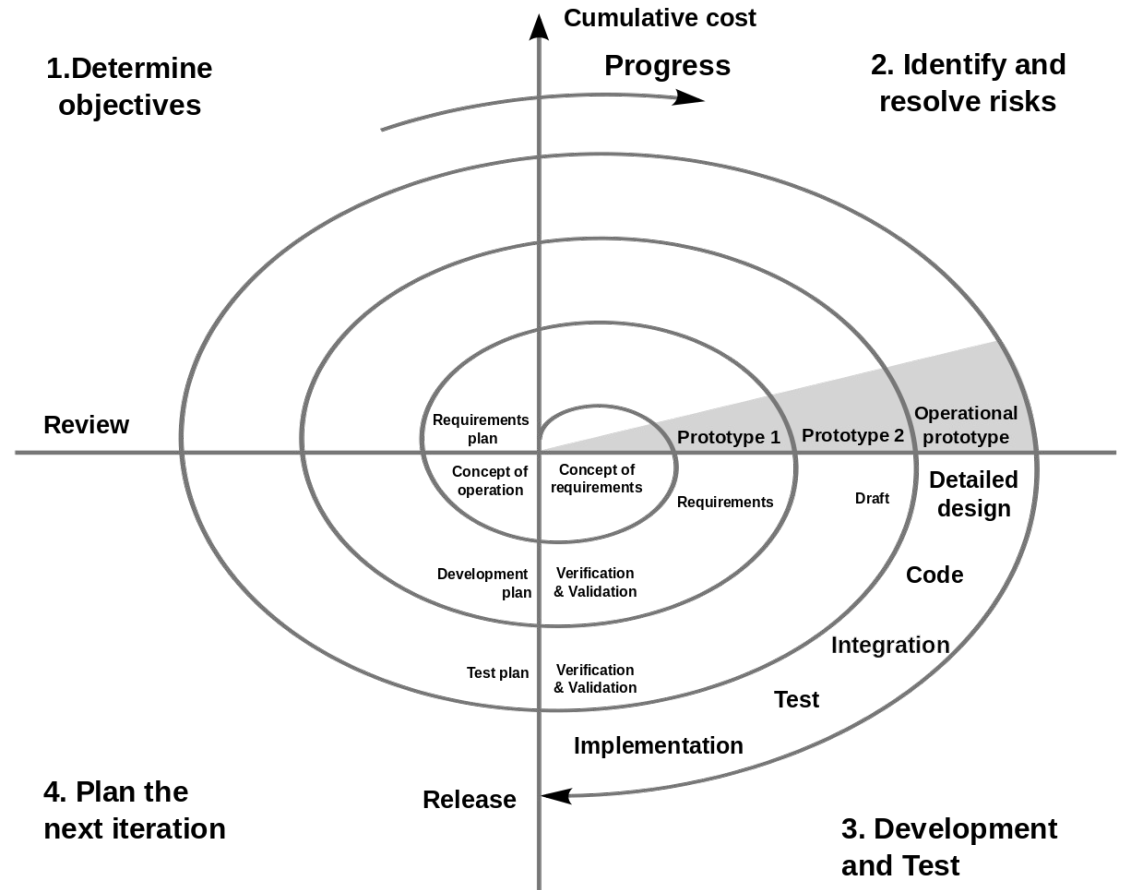 Cumulative cost
Progress
1.Determine
objectives
2. Identify and
resolve risks
Review
Requirements
plan
Prototype 1
Prototype 2
Operational
prototype
Concept of
operation
Concept of
requirements
Requirements
Draft
Detailed
design
Development
plan
Verification
& Validation
Code
Integration
Test plan
Verification
& Validation
Test
Implementation
Release
4. Plan the
next iteration
3. Development
and Test